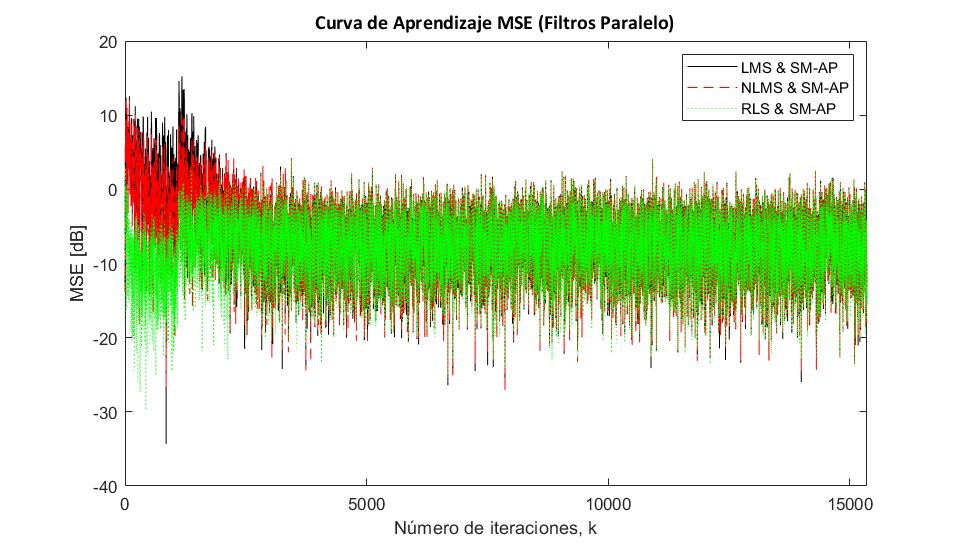 Curva de Aprendizaje MSE (Filtros Paralelo)
20
10
0
-10
-20
-30
-40
MSE [dB]
LMS & SM-AP
NLMS & SM-AP
RLS & SM-AP
0
5000
10000
15000
Número de iteraciones, k